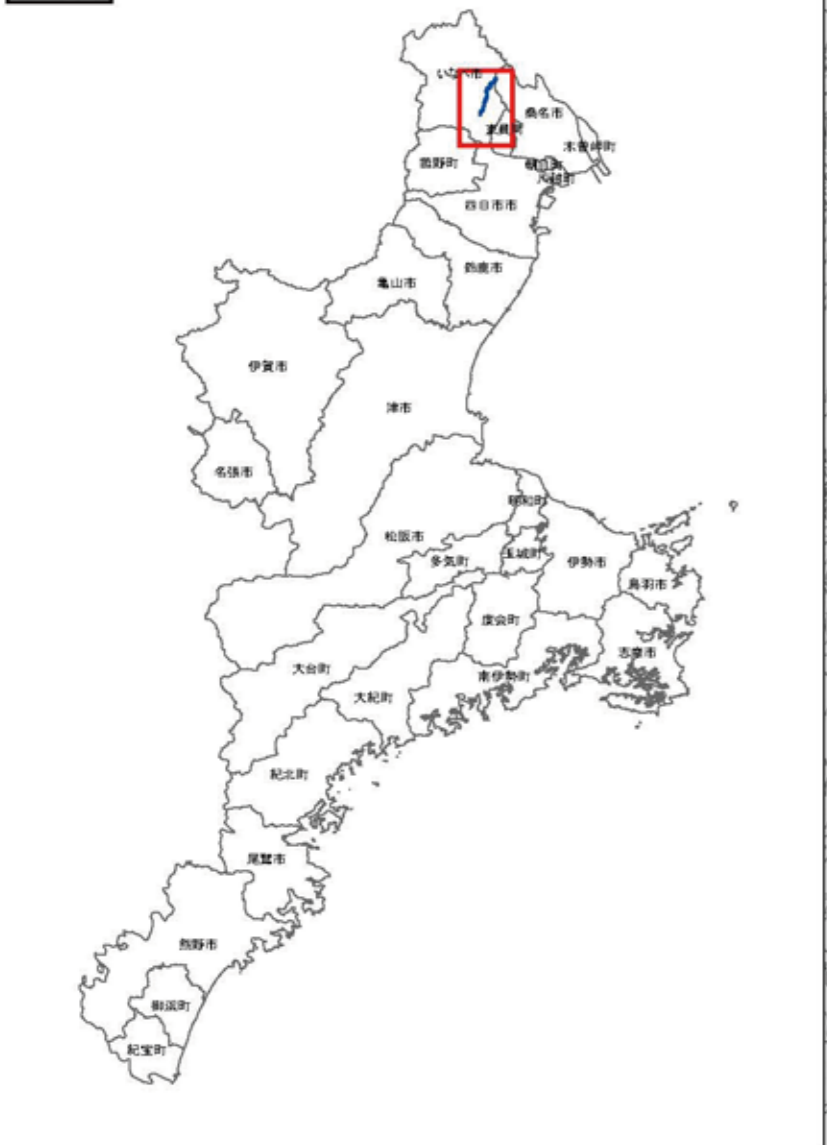 いなべ市
桑名市
東員町
木曽岬町
菰野町
朝日町
川越町
四日市市
鈴鹿市
亀山市
伊賀市
津市
名張市
明和町
松阪市
多気町
玉城町
伊勢市
鳥羽市
度会町
志摩市
大台町
南伊勢町
大紀町
紀北町
尾鷲市
熊野市
御浜町
紀宝町